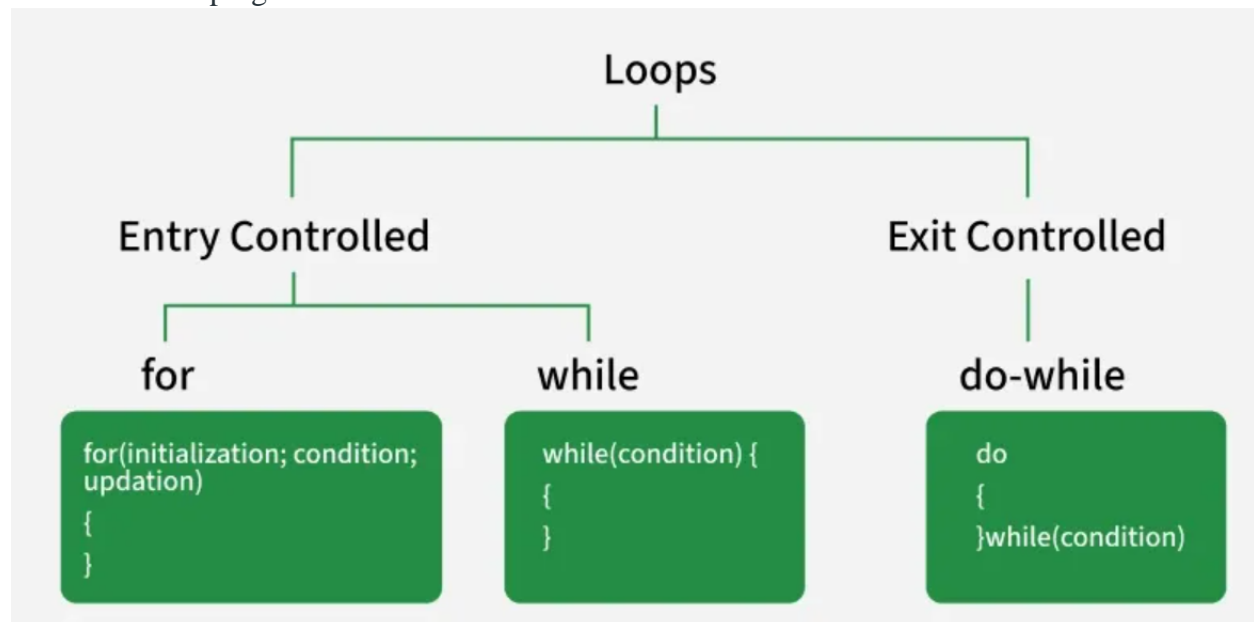 Loops
Entry Controlled
Exit Controlled
for
while
do-while
for(initialization; condition;
updation)
{
}
while(condition) {
{
}
do
{
}while(condition)